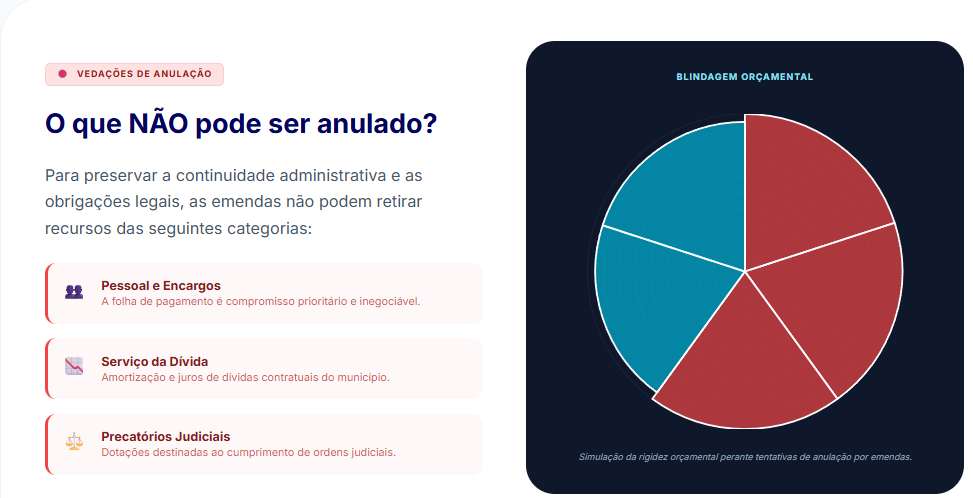 VEDAÇÕES DE ANULAÇÃO
O que NÃO pode ser anulado?
Para preservar a continuidade administrativa e as
obrigações legais, as emendas não podem retirar
recursos das seguintes categorias:
Pessoal e Encargos
A folha de pagamento é compromisso prioritário e inegociável.
Serviço da Dívida
Amortização e juros de dívidas contratuais do município.
Precatórios Judiciais
Dotações destinadas ao cumprimento de ordens judiciais.
BLINDAGEM ORÇAMENTAL
Simulação da rigidez orçamental perante tentativas de anulação por emendas.